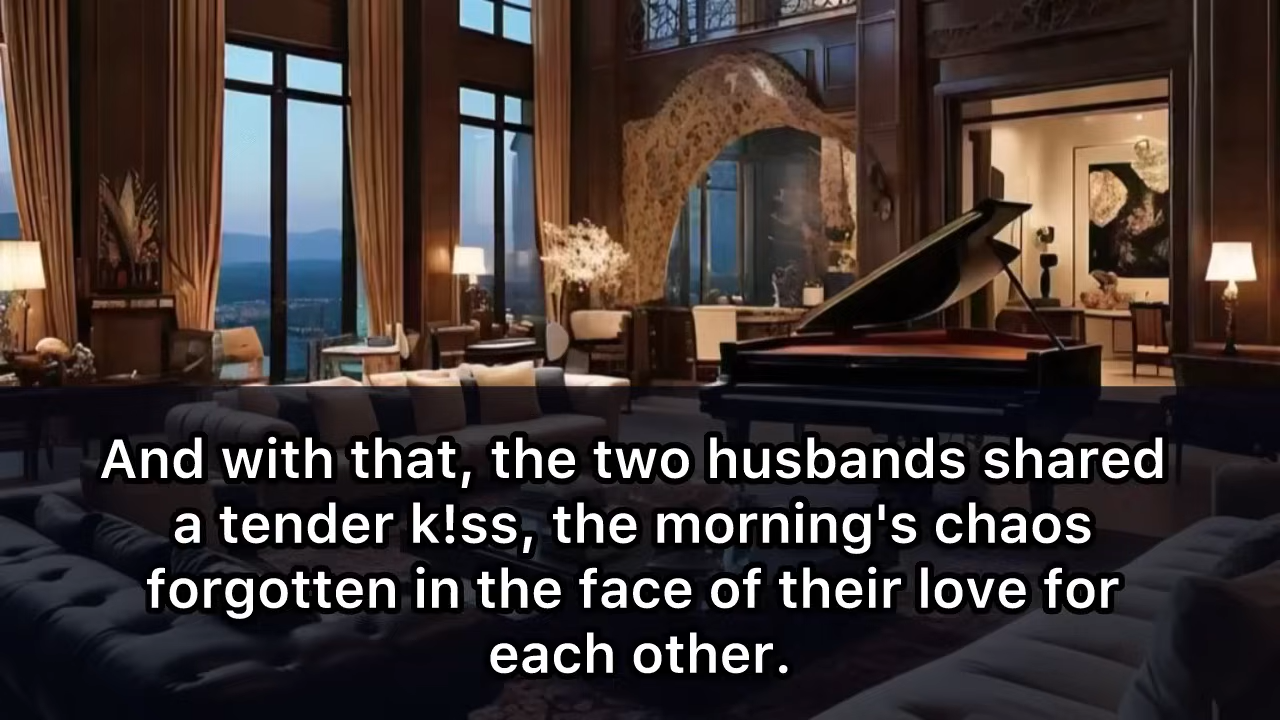 And with that, the two husbands shared
a tender k!ss, the morning's chaos
forgotten in the face of their love for
each other.